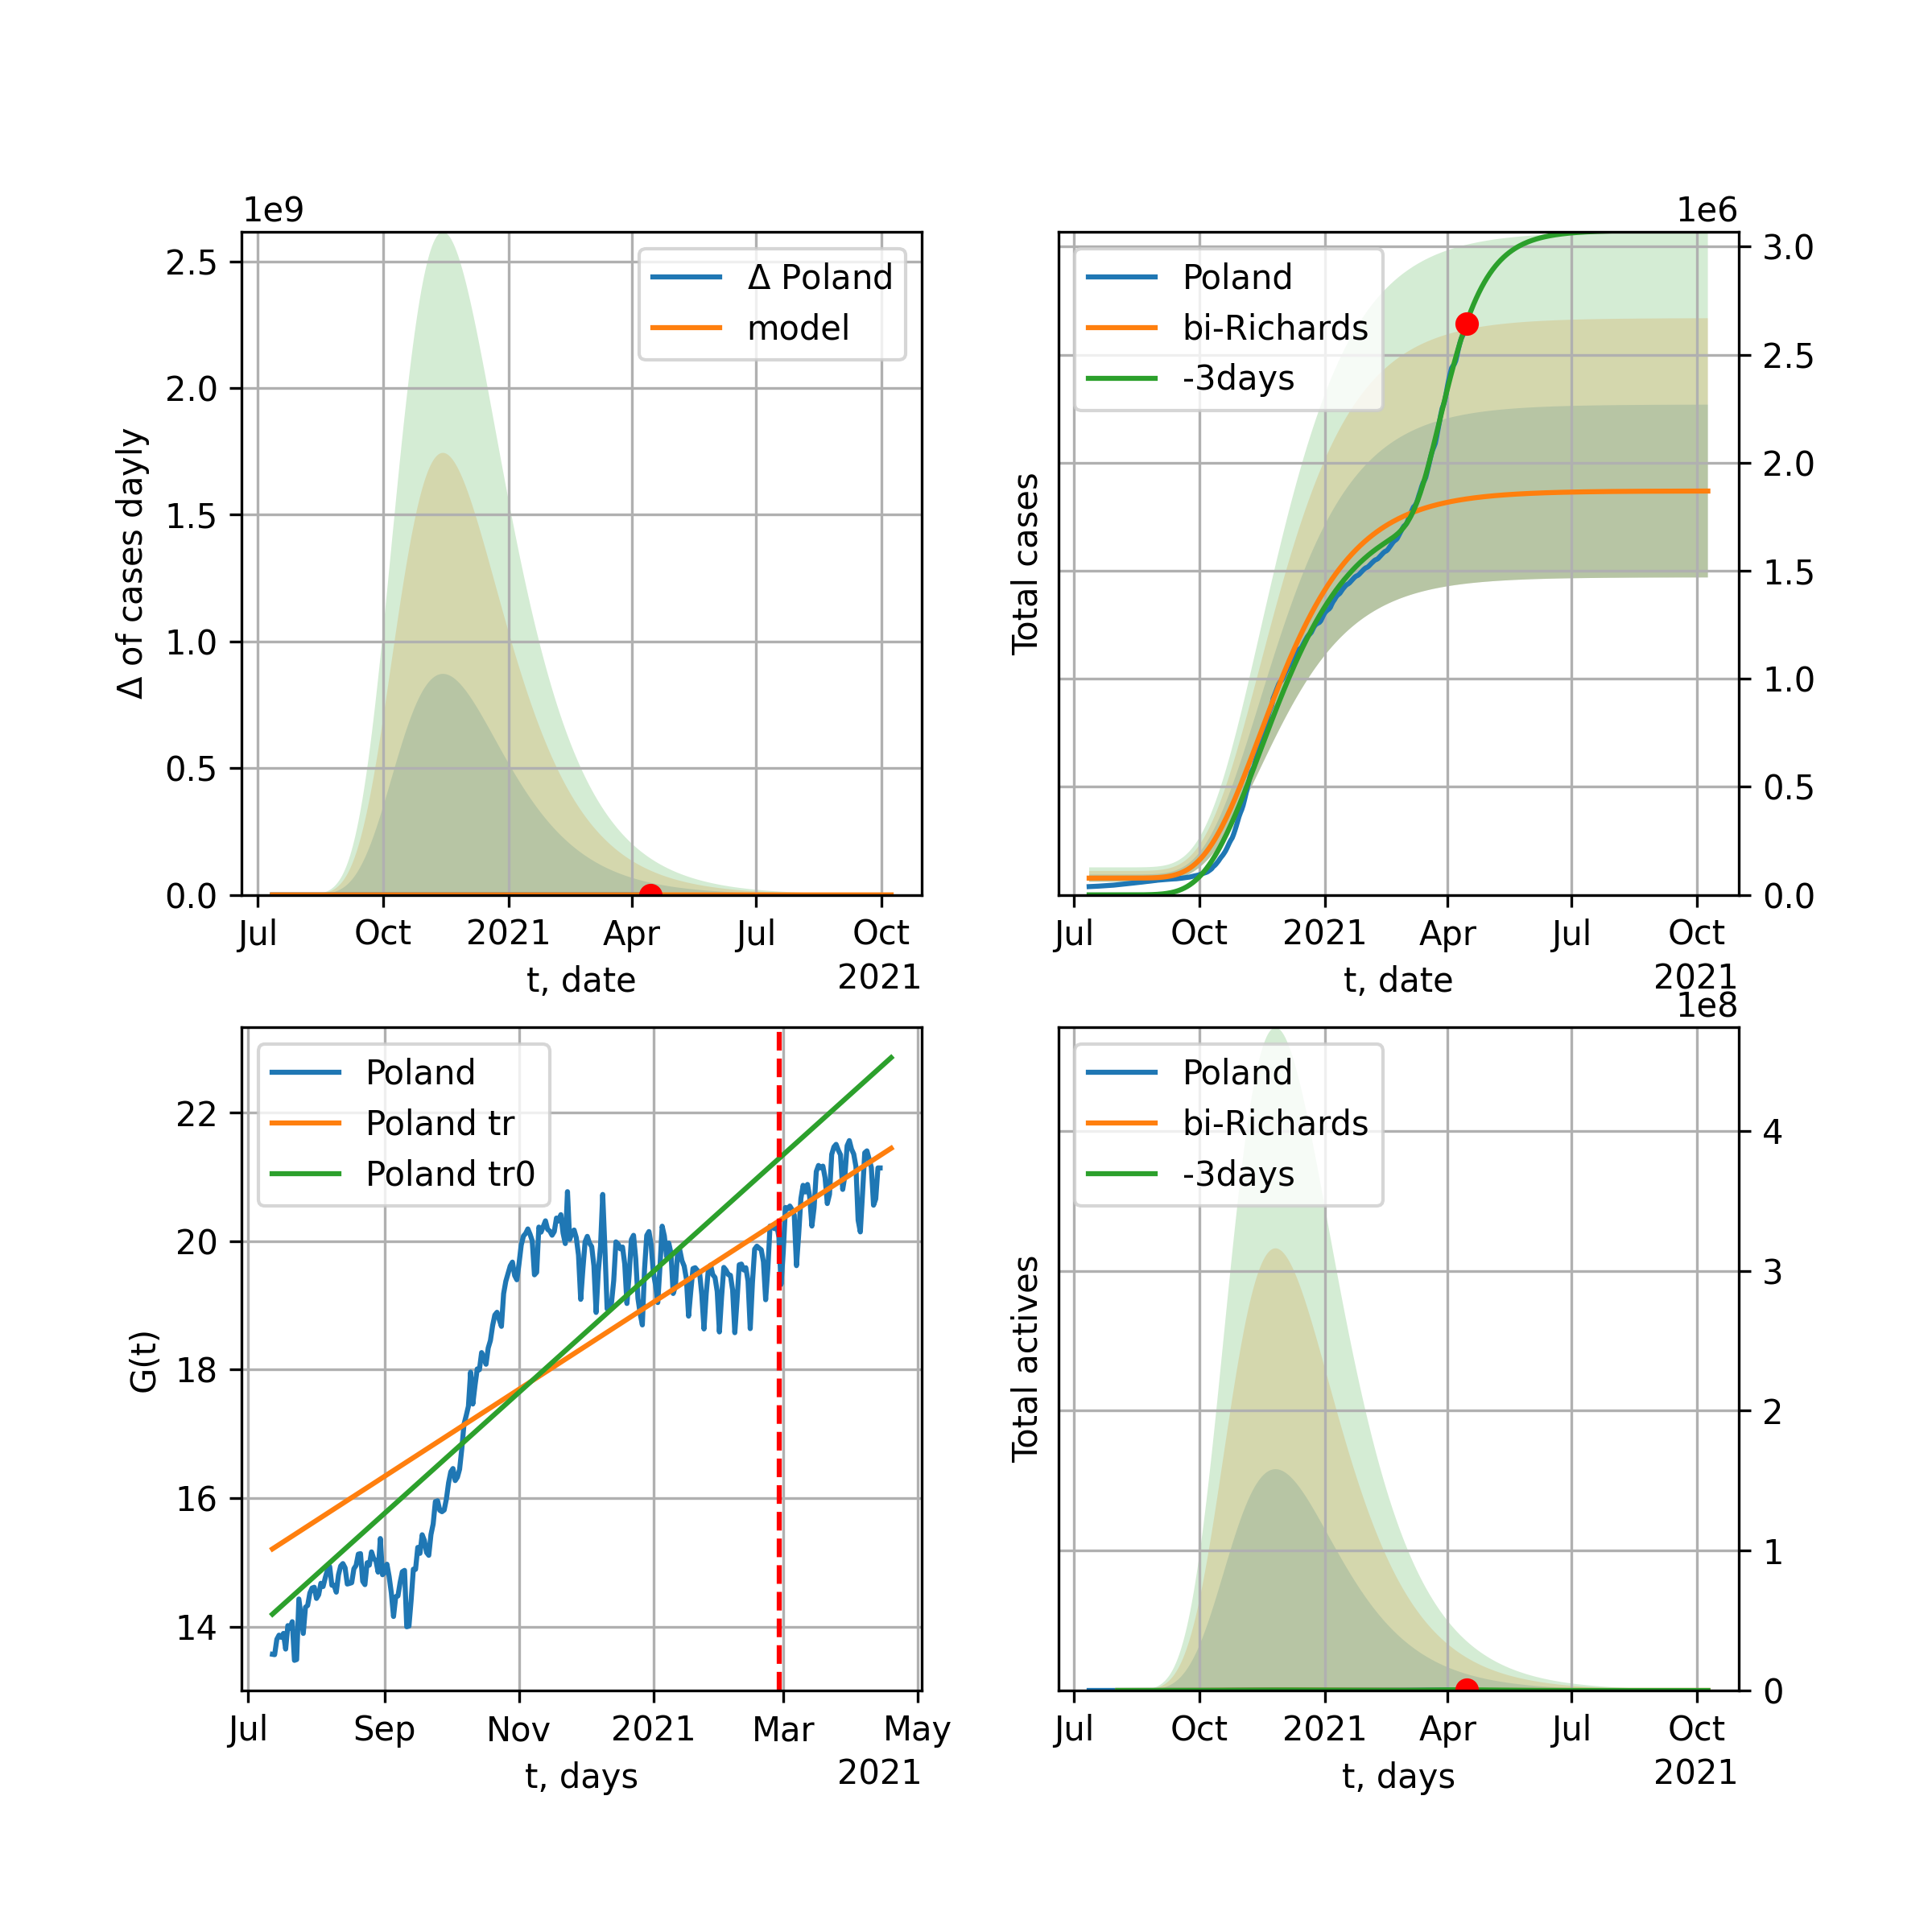 1e9
2.5
2.0
1.5
1.0
0.5
0.0
Δ of cases dayly
Δ Poland
model
Jul
Oct
2021
Apr
Jul
Oct
t, date
2021
1e6
3.0
2.5
2.0
1.5
1.0
0.5
0.0
Total cases
Poland
bi-Richards
-3days
Jul
Oct
2021
Apr
Jul
Oct
t, date
2021
22
20
18
16
14
G(t)
Poland
Poland tr
Poland tr0
Jul
Sep
Nov
2021
Mar
May
t, days
2021
1e8
4
3
2
1
0
Total actives
Poland
bi-Richards
-3days
Jul
Oct
2021
Apr
Jul
Oct
t, days
2021